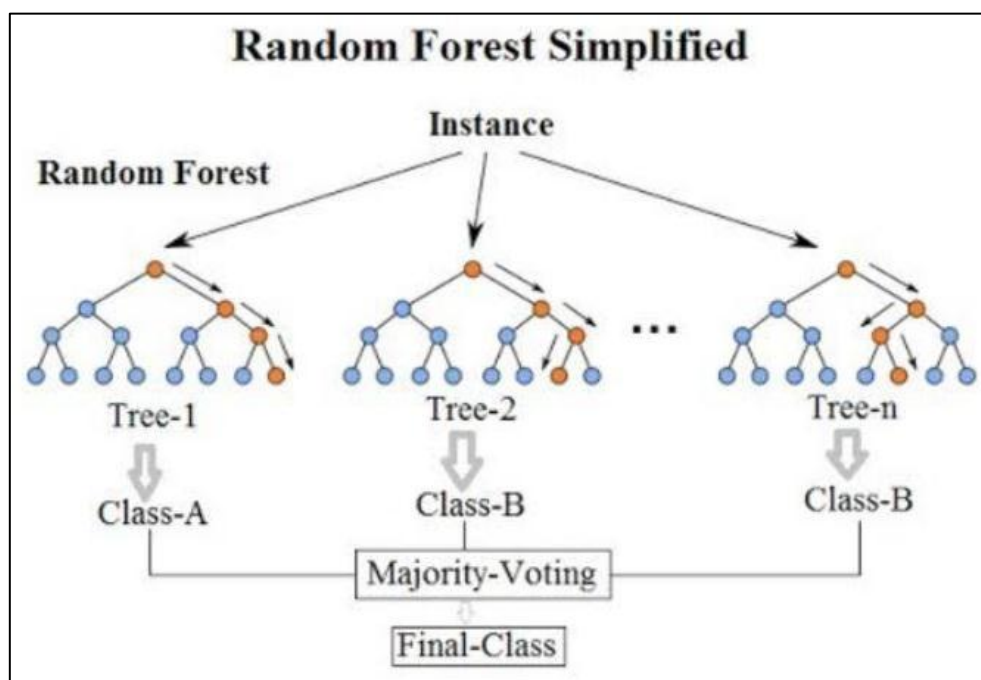 Random Forest Simplified
Instance
Random Forest
...
Tree-1
Tree-2
Tree-n
Class-A
Class-B
Class-B
Majority-Voting
Final-Class